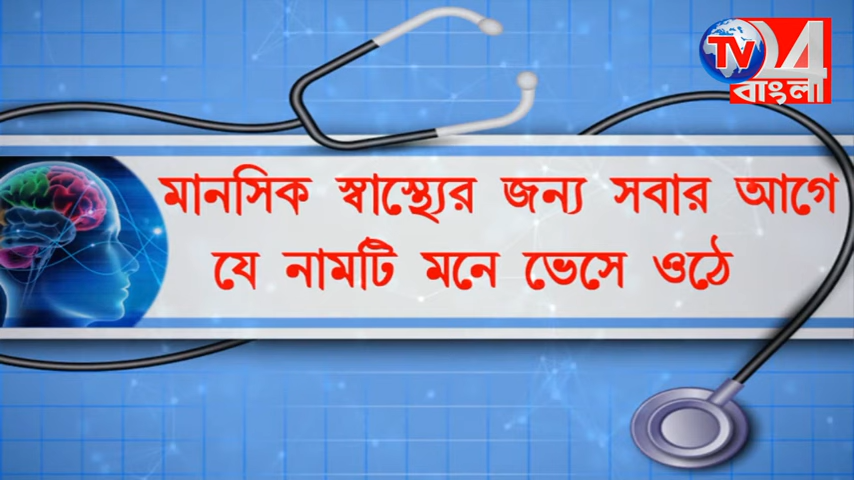 TV 24
বাংলা
মানসিক স্বাস্থ্যের জন্য সবার আগে
যে নামটি মনে ভেসে ওঠে